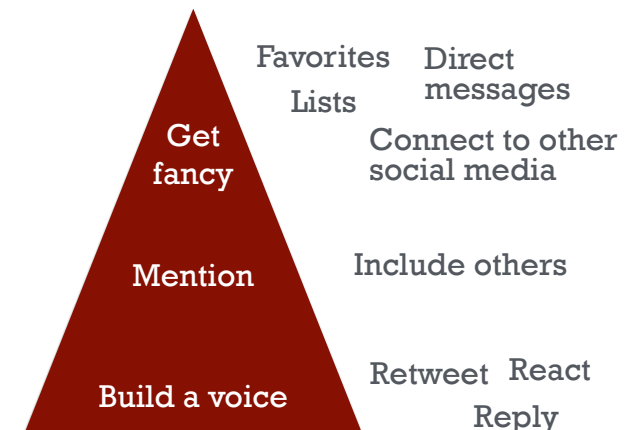 Favorites
Direct
messages
Lists
Get
fancy
Connect to other
social media
Mention
Include others
Build a voice
Retweet
React
Reply